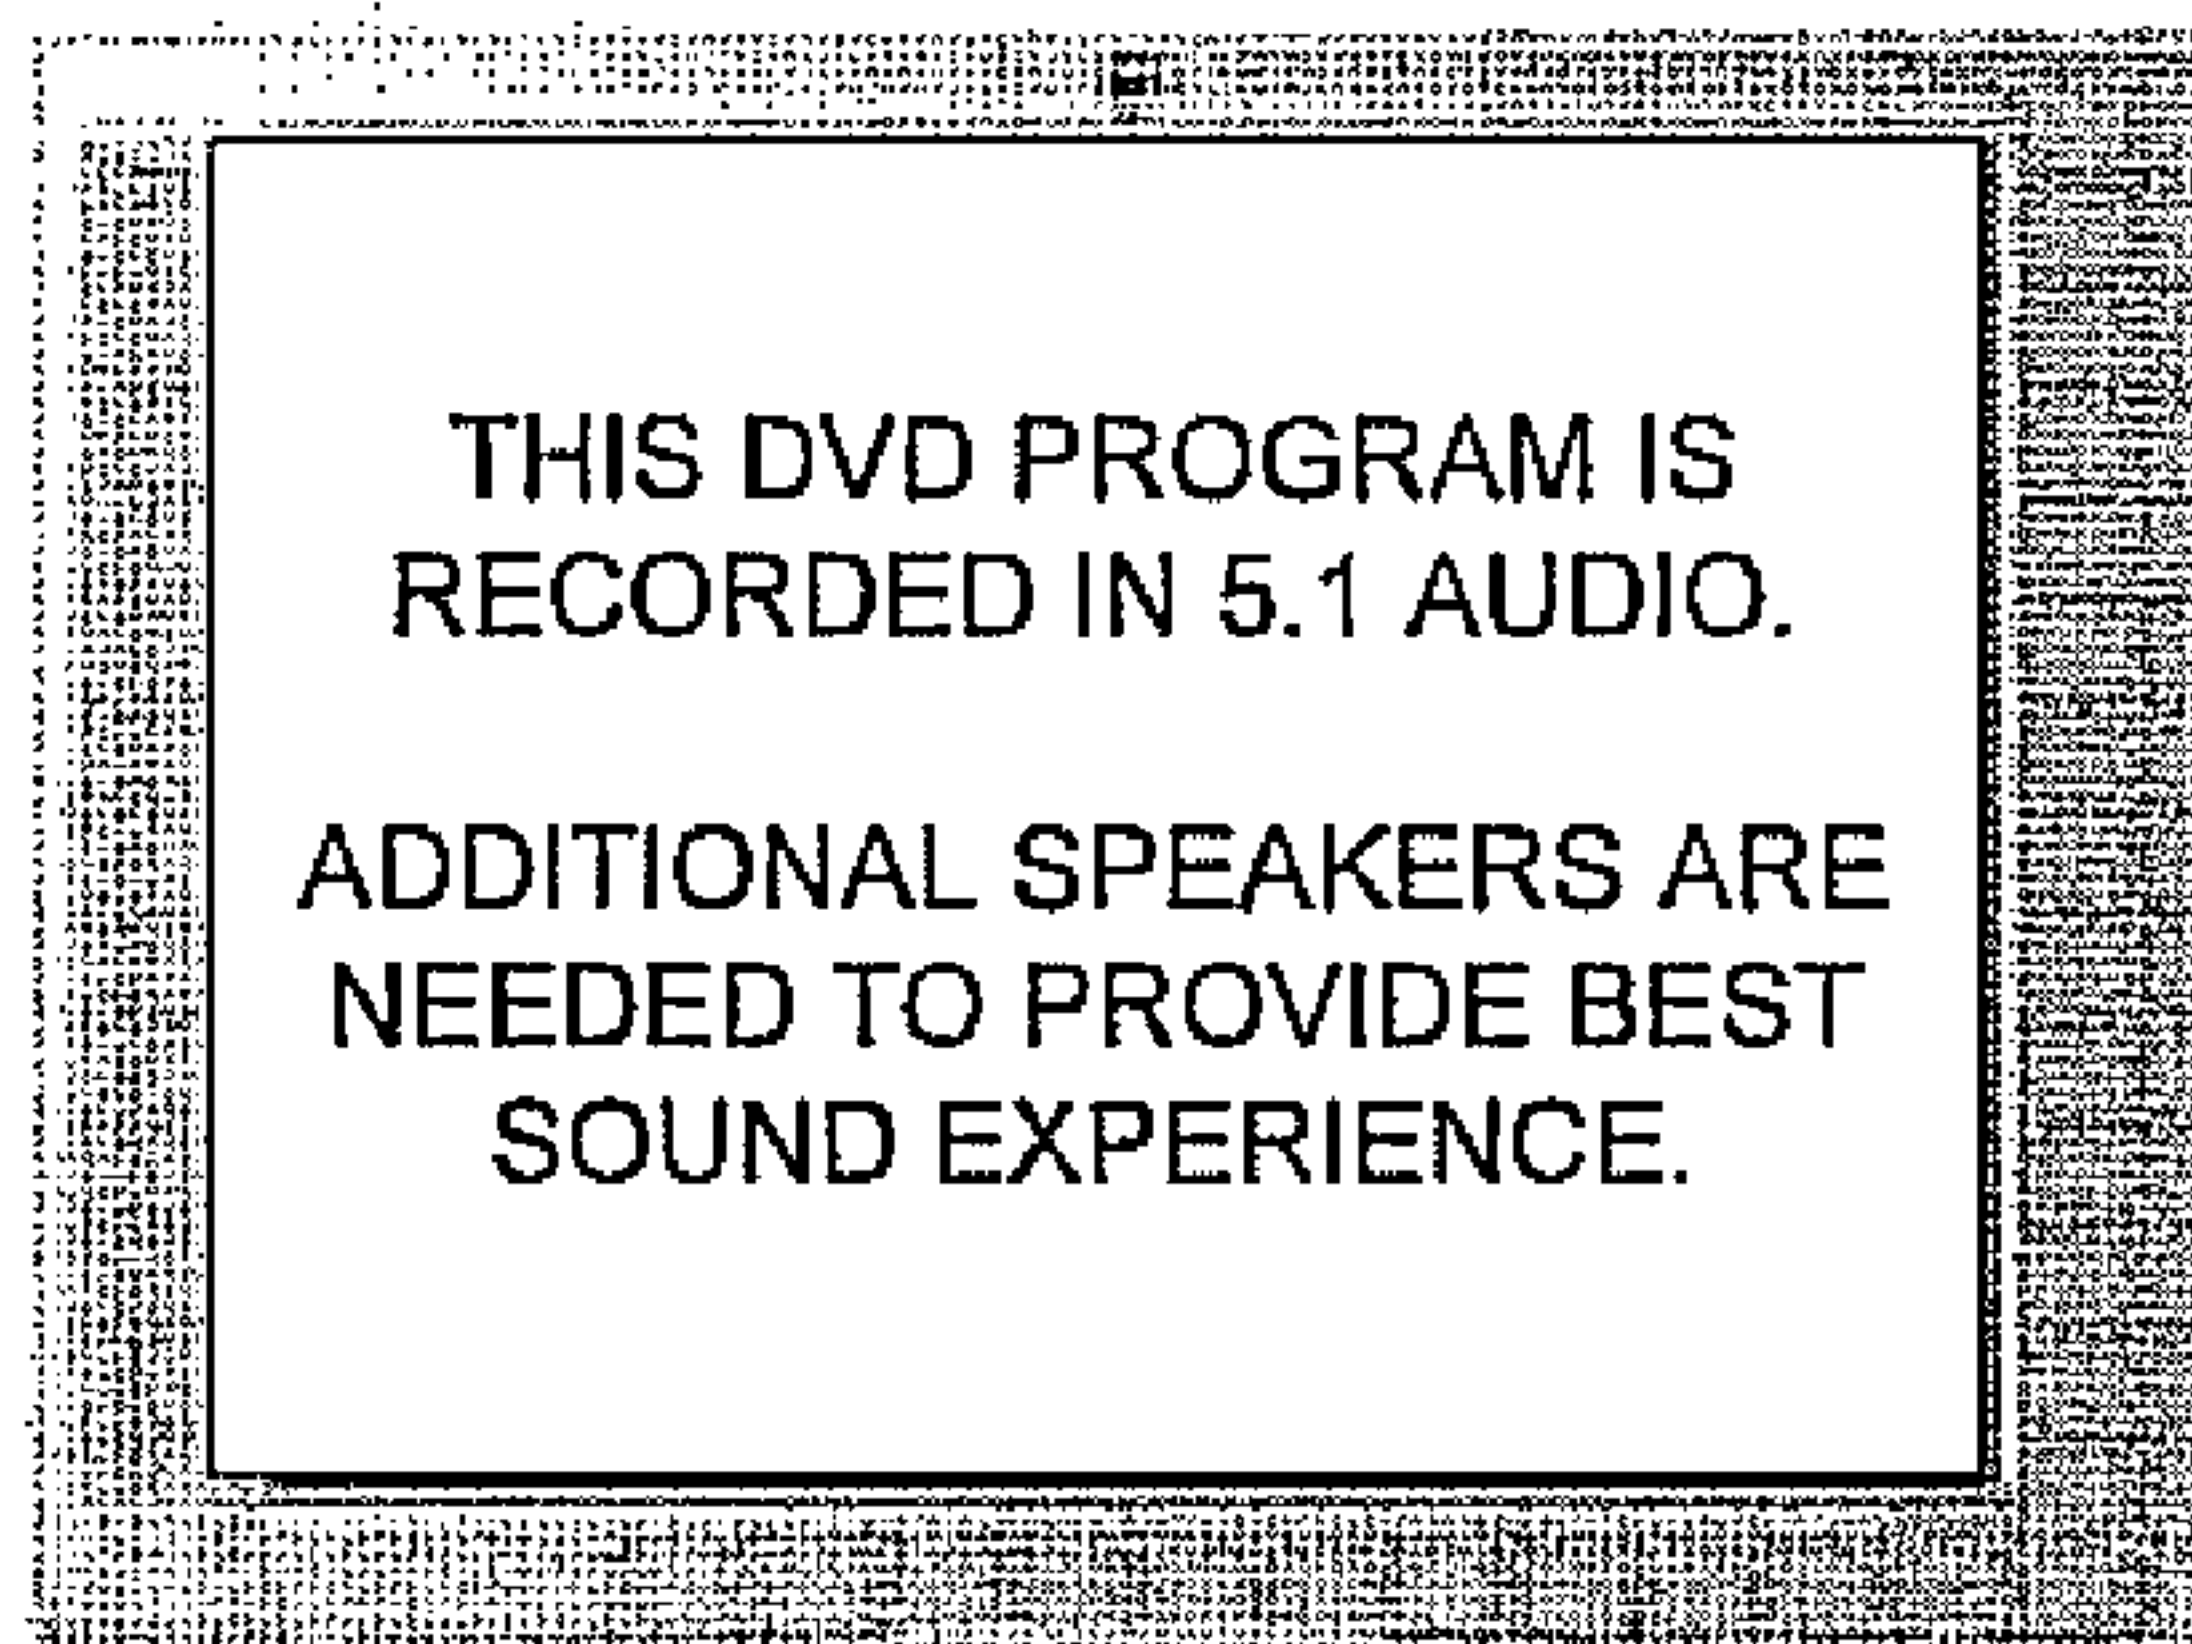 THIS DVD PROGRAM IS
RECORDED IN 5.1 AUDIO.
ADDITIONAL SPEAKERS ARE
NEEDED TO PROVIDE BEST
SOUND EXPERIENCE.